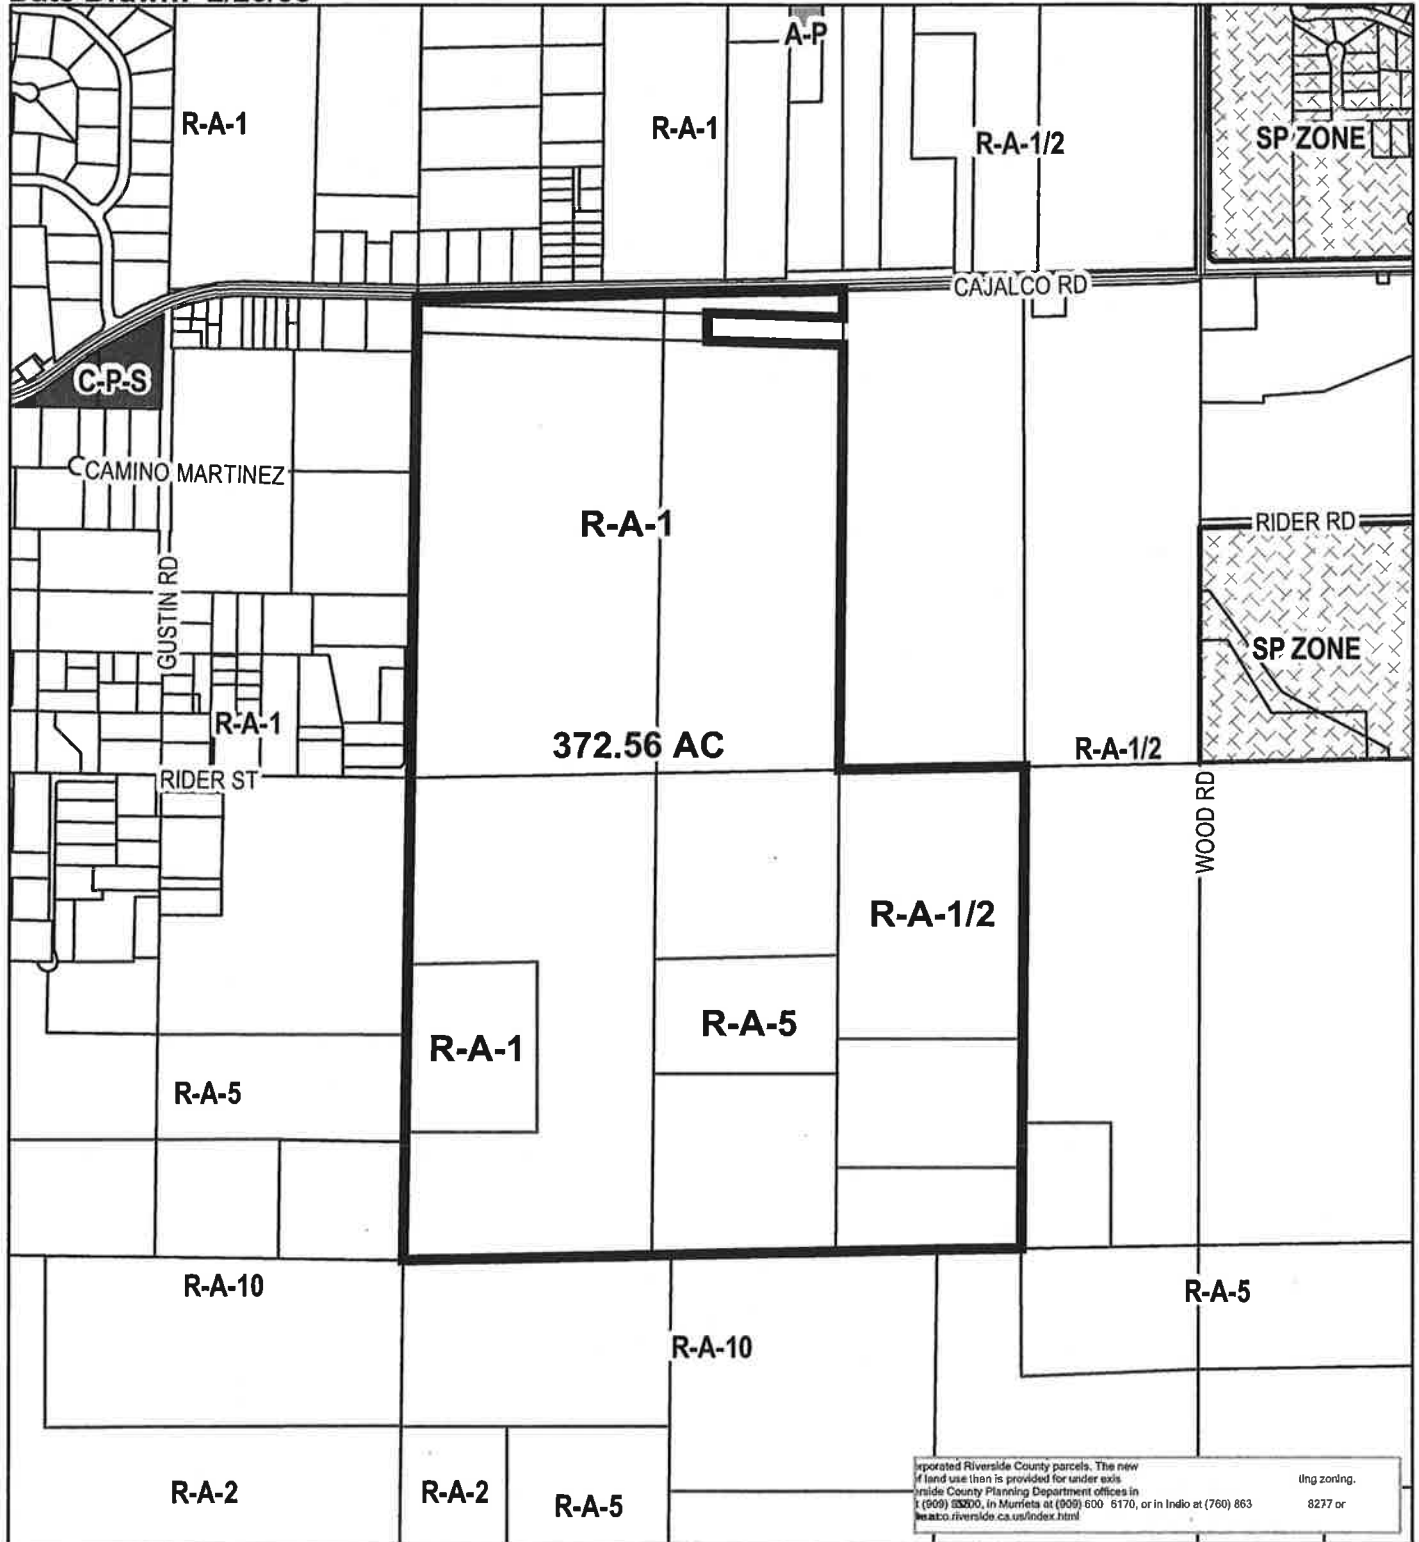 A-P
R-A-1
R-A-1
R-A-1/2
SP ZONE
CAJALCO RD
C-P-S
CAMINO MARTINEZ
R-A-1
RIDER RD
GUSTIN RD
SP ZONE
R-A-1
372.56 AC
R-A-1/2
RIDER ST
WOOD RD
R-A-1/2
R-A-5
R-A-1
R-A-5
R-A-10
R-A-5
R-A-10
R-A-2
R-A-2
R-A-5
Riverside County parcels. The new
land use than is provided for under exis ting zoning.
County Planning Department offices in
(909) in Murrieta at (909) 600 6170, or in Indio at (760) 863 8277 or